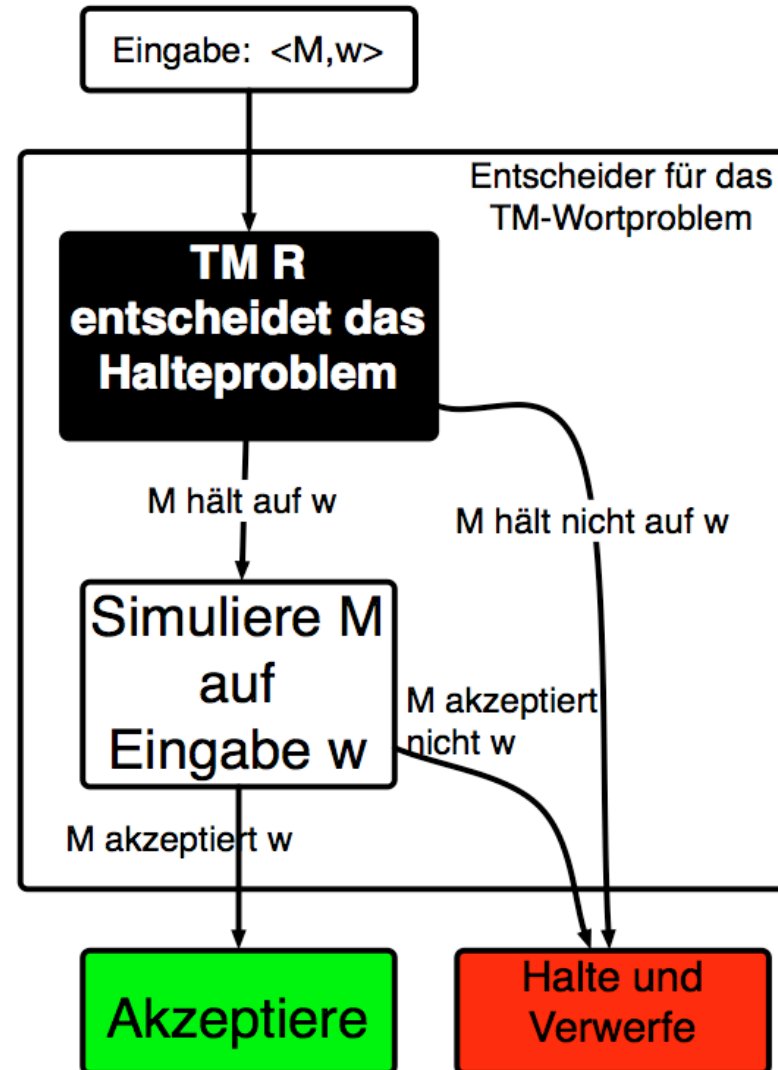 Eingabe: <M,w>
Entscheider für das
TM-Wortproblem
TM R
entscheidet das
Halteproblem
M hält auf w
M hält nicht auf w
Simuliere M
auf
Eingabe w
M akzeptiert
nicht w
M akzeptiert w
Akzeptiere
Halte und
Verwerfe